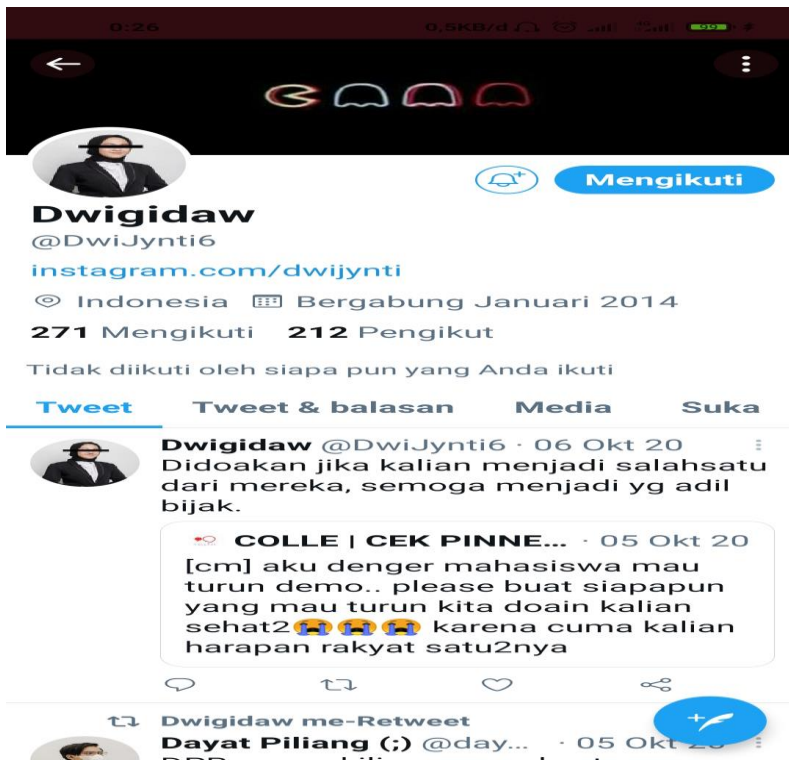 0:26 0,5KB/d 99
Mengikuti
Dwigidaw
@DwiJynti6
instagram.com/dwijynti
Indonesia Bergabung Januari 2014
271 Mengikuti 212 Pengikut
Tidak diikuti oleh siapa pun yang Anda ikuti
Tweet Tweet & balasan Media Suka
Dwigidaw @DwiJynti6 · 06 Okt 20
Didoakan jika kalian menjadi salahsatu
dari mereka, semoga menjadi yg adil
bijak.
COLLE | CEK PINNE... · 05 Okt 20
[cm] aku denger mahasiswa mau
turun demo.. please buat siapapun
yang mau turun kita doain kalian
sehat2😭😭😭 karena cuma kalian
harapan rakyat satu2nya
Dwigidaw me-Retweet
Dayat Piliang (;) @day... · 05 Okt 20